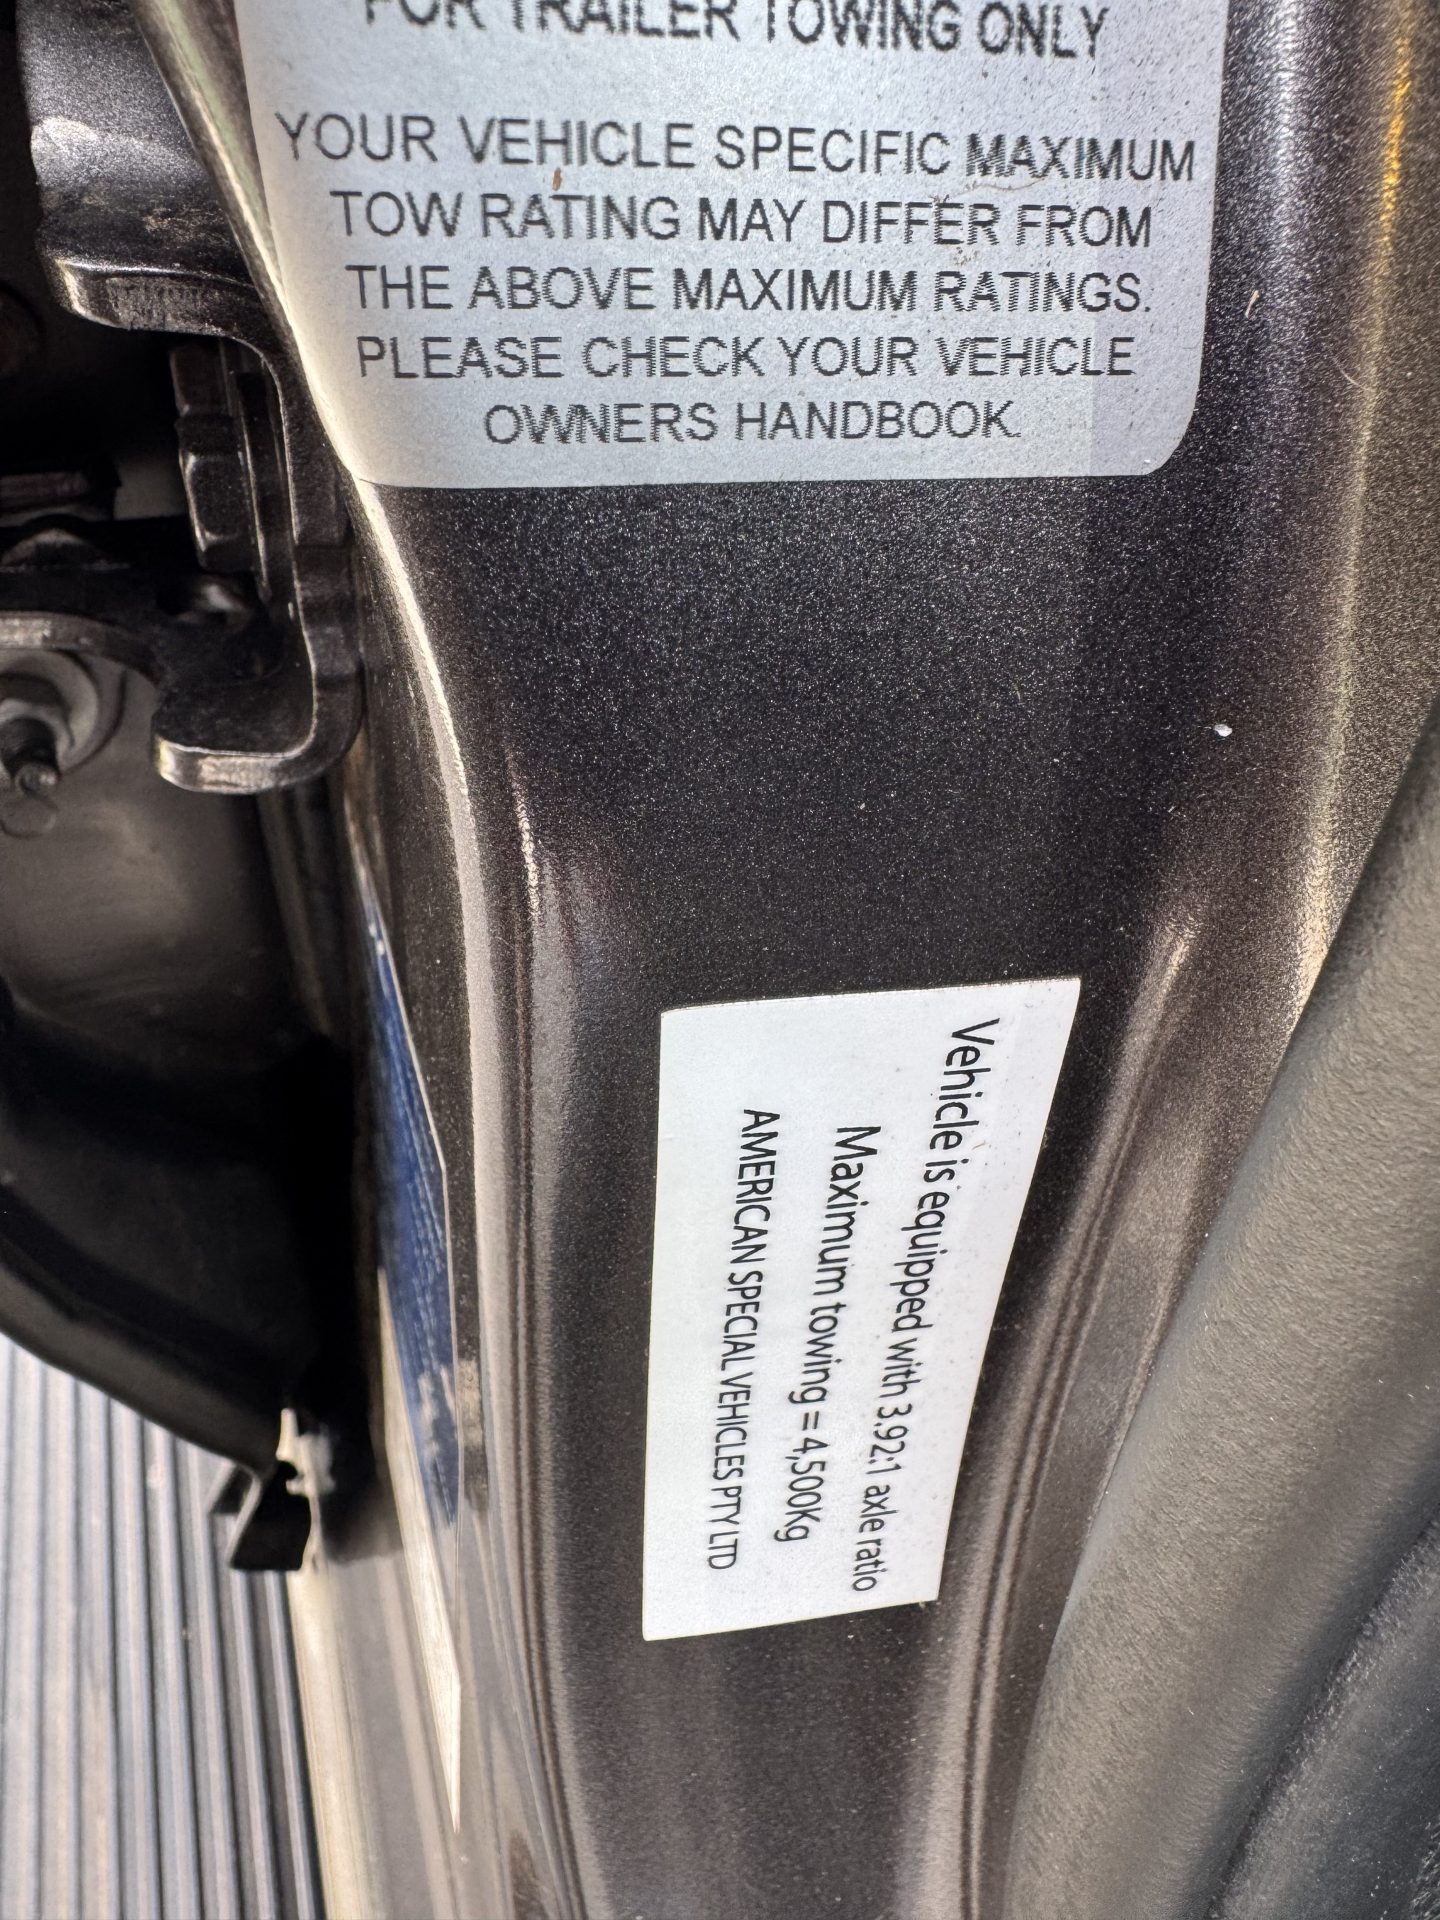 FOR TRAILER TOWING ONLY
YOUR VEHICLE SPECIFIC MAXIMUM
TOW RATING MAY DIFFER FROM
THE ABOVE MAXIMUM RATINGS.
PLEASE CHECK YOUR VEHICLE
OWNERS HANDBOOK.
Vehicle is equipped with 3.92:1 axle ratio
Maximum towing = 4,500Kg
AMERICAN SPECIAL VEHICLES PTY LTD